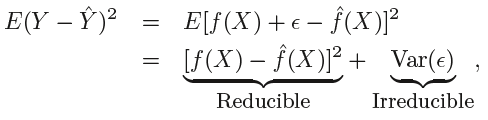 E(Y − Ŷ)² = E[f(X) + ϵ − f̂(X)]²
= [f(X) − f̂(X)]² + Var(ϵ) ,
Reducible Irreducible